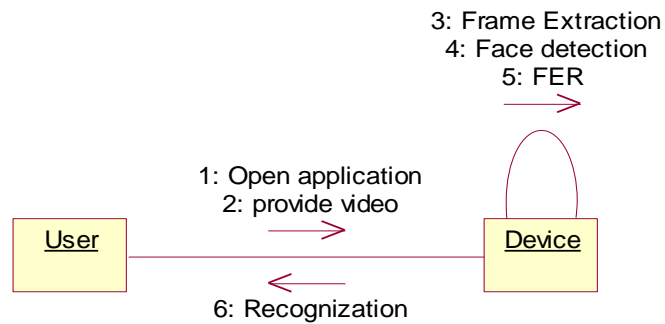 3: Frame Extraction
4: Face detection
5: FER
1: Open application
2: provide video
User
Device
6: Recognization